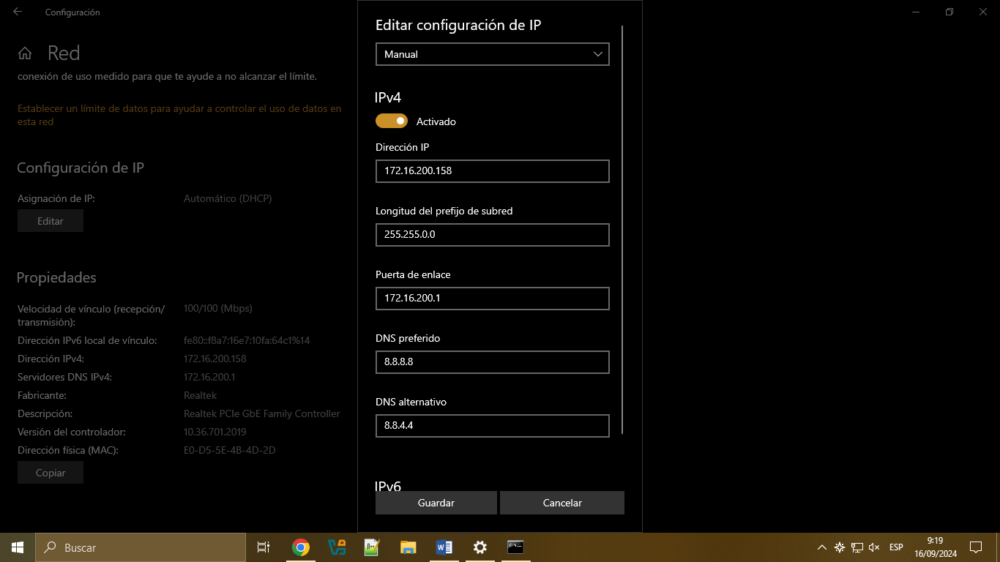 Configuración
Red
conexión de uso medido para que te ayude a no alcanzar el límite.
Establecer un límite de datos para ayudar a controlar el uso de datos en
esta red
Configuración de IP
Asignación de IP: Automático (DHCP)
Editar
Propiedades
Velocidad de vínculo (recepción/ 100/100 (Mbps)
transmisión):
Dirección IPv6 local de vínculo: fe80::f8a7:16e7:10fa:64c1%14
Dirección IPv4: 172.16.200.158
Servidores DNS IPv4: 172.16.200.1
Fabricante: Realtek
Descripción: Realtek PCIe GbE Family Controller
Versión del controlador: 10.36.701.2019
Dirección física (MAC): E0-D5-5E-4B-4D-2D
Copiar
Editar configuración de IP
Manual
IPv4
Activado
Dirección IP
172.16.200.158
Longitud del prefijo de subred
255.255.0.0
Puerta de enlace
172.16.200.1
DNS preferido
8.8.8.8
DNS alternativo
8.8.4.4
IPv6
Guardar Cancelar
Buscar
ESP
9:19
16/09/2024